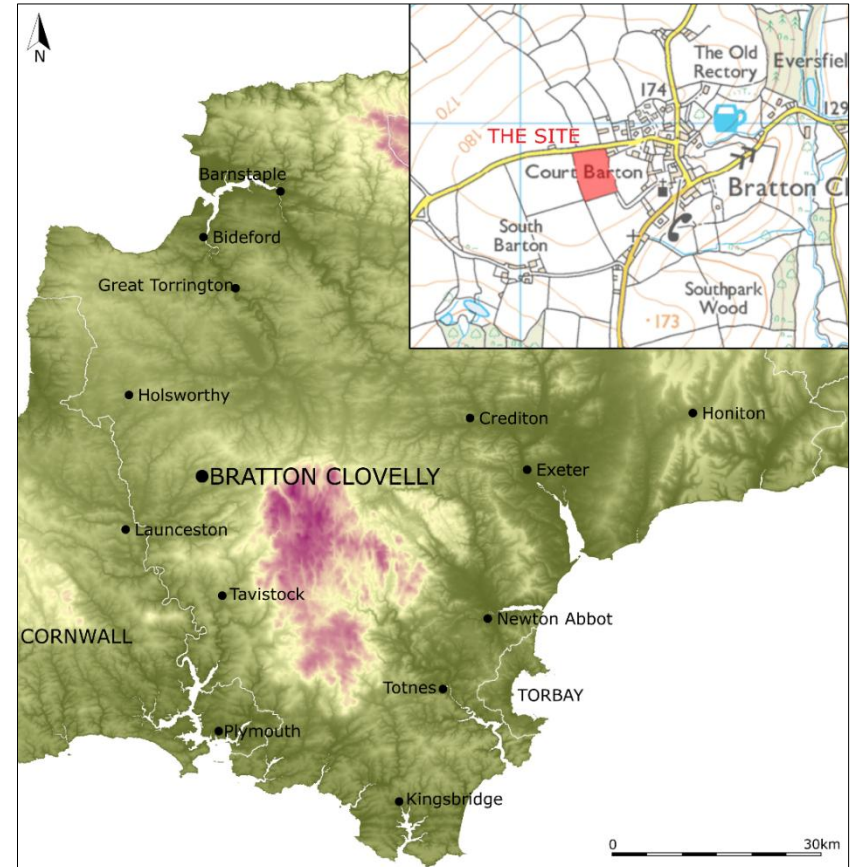 N
The Old
Rectory
Eversfiel
174
129
170
180
THE SITE
Court Barton
Bratton Cl
South
Barton
Southpark
Wood
173
Barnstaple
Bideford
Great Torrington
Holsworthy
Crediton
Honiton
BRATTON CLOVELLY
Exeter
Launceston
Tavistock
Newton Abbot
CORNWALL
Totnes
TORBAY
Plymouth
Kingsbridge
0 30km